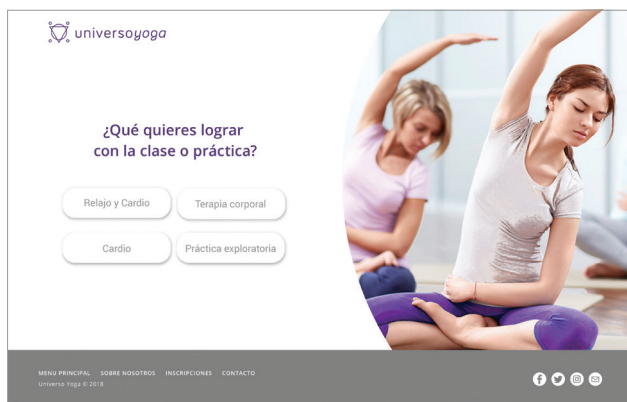 universoyoga
¿Qué quieres lograr
con la clase o práctica?
Relajo y Cardio
Terapia corporal
Cardio
Práctica exploratoria
MENU PRINCIPAL SOBRE NOSOTROS INSCRIPCIONES CONTACTO
Universo Yoga © 2018